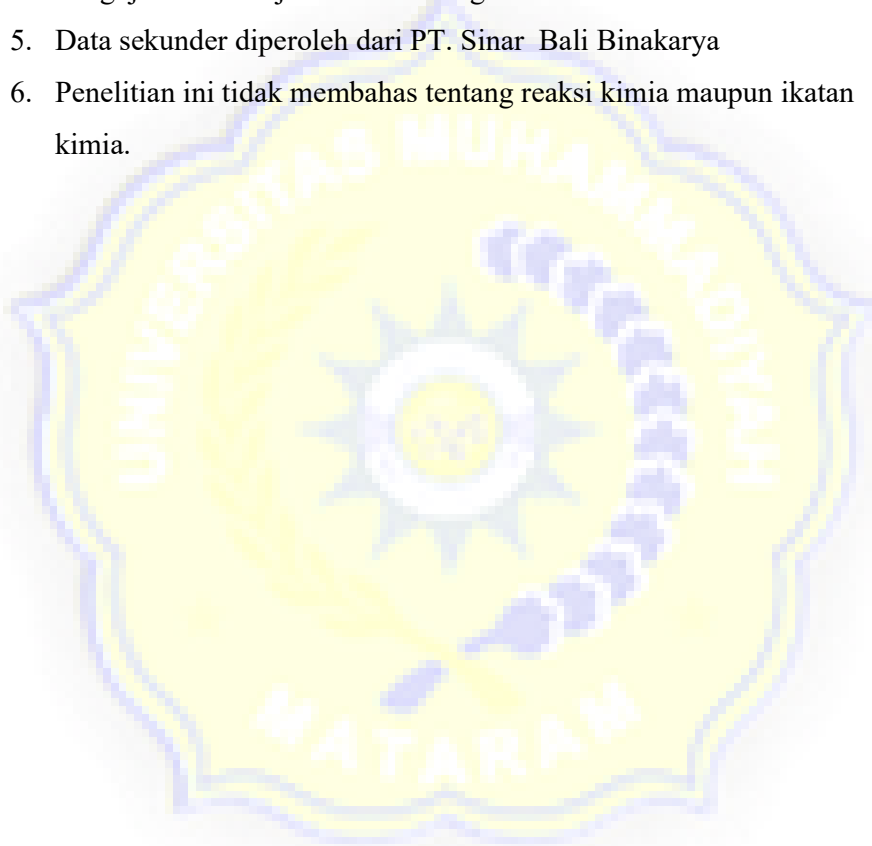 5. Data sekunder diperoleh dari PT. Sinar Bali Binakarya
6. Penelitian ini tidak membahas tentang reaksi kimia maupun ikatan
kimia.
UNIVERSITAS MUHAMMADIYAH
MATARAM